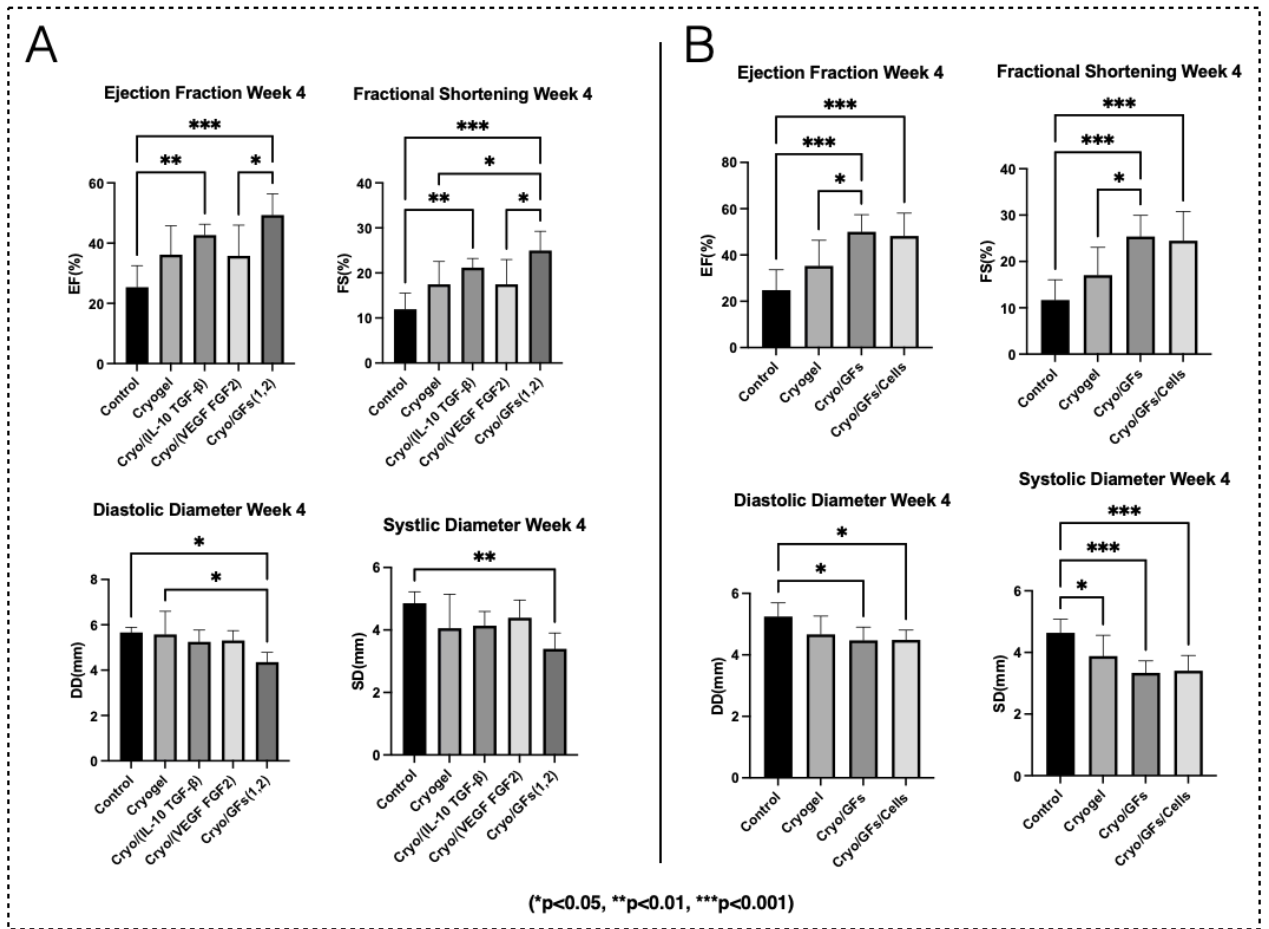 A
Ejection Fraction Week 4
***
**
*
60
40
20
0
EF(%)
Control
Cryogel
Cryo/(IL-10 TGF-β)
Cryo/(VEGF FGF2)
Cryo/GFs(1,2)
Fractional Shortening Week 4
***
*
**
*
40
30
20
10
0
FS(%)
Control
Cryogel
Cryo/(IL-10 TGF-β)
Cryo/(VEGF FGF2)
Cryo/GFs(1,2)
Diastolic Diameter Week 4
*
*
8
6
4
2
0
DD(mm)
Control
Cryogel
Cryo/(IL-10 TGF-β)
Cryo/(VEGF FGF2)
Cryo/GFs(1,2)
Systlic Diameter Week 4
**
6
4
2
0
SD(mm)
Control
Cryogel
Cryo/(IL-10 TGF-β)
Cryo/(VEGF FGF2)
Cryo/GFs(1,2)
B
Ejection Fraction Week 4
***
***
*
80
60
40
20
0
EF(%)
Control
Cryogel
Cryo/GFs
Cryo/GFs/Cells
Fractional Shortening Week 4
***
***
*
40
30
20
10
0
FS(%)
Control
Cryogel
Cryo/GFs
Cryo/GFs/Cells
Diastolic Diameter Week 4
*
*
6
4
2
0
DD(mm)
Control
Cryogel
Cryo/GFs
Cryo/GFs/Cells
Systolic Diameter Week 4
***
***
*
6
4
2
0
SD(mm)
Control
Cryogel
Cryo/GFs
Cryo/GFs/Cells
(*p<0.05, **p<0.01, ***p<0.001)